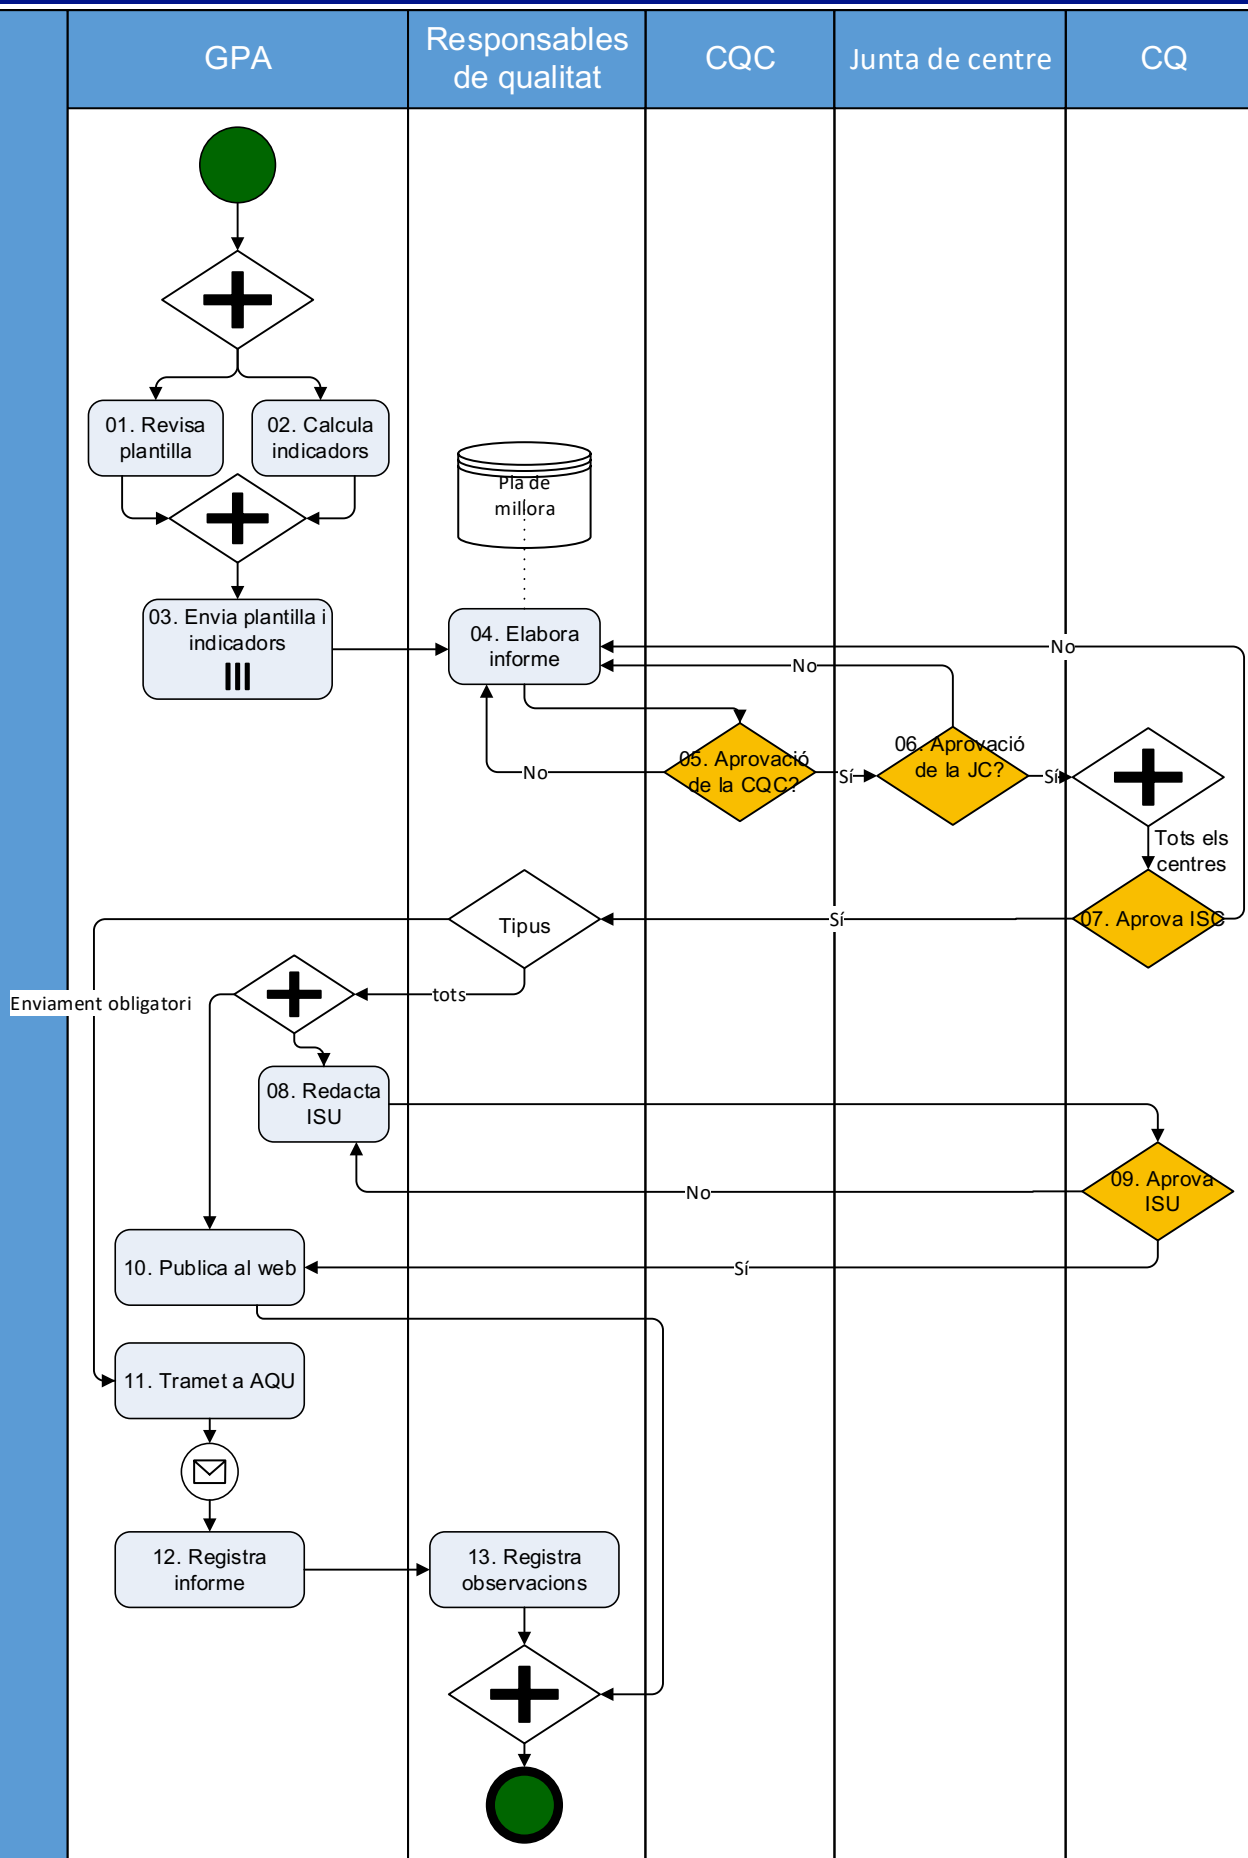 GPA
Responsables
de qualitat
CQC
Junta de centre
CQ
01. Revisa
plantilla
02. Calcula
indicadors
Pla de
millora
03. Envia plantilla i
indicadors
04. Elabora
informe
No
No
05. Aprovació
de la CQC?
06. Aprovació
de la JC?
No
Sí
Sí
Tots els
centres
Tipus
Sí
07. Aprova ISC
tots
Enviament obligatori
08. Redacta
ISU
09. Aprova
ISU
No
10. Publica al web
Sí
11. Tramet a AQU
12. Registra
informe
13. Registra
observacions